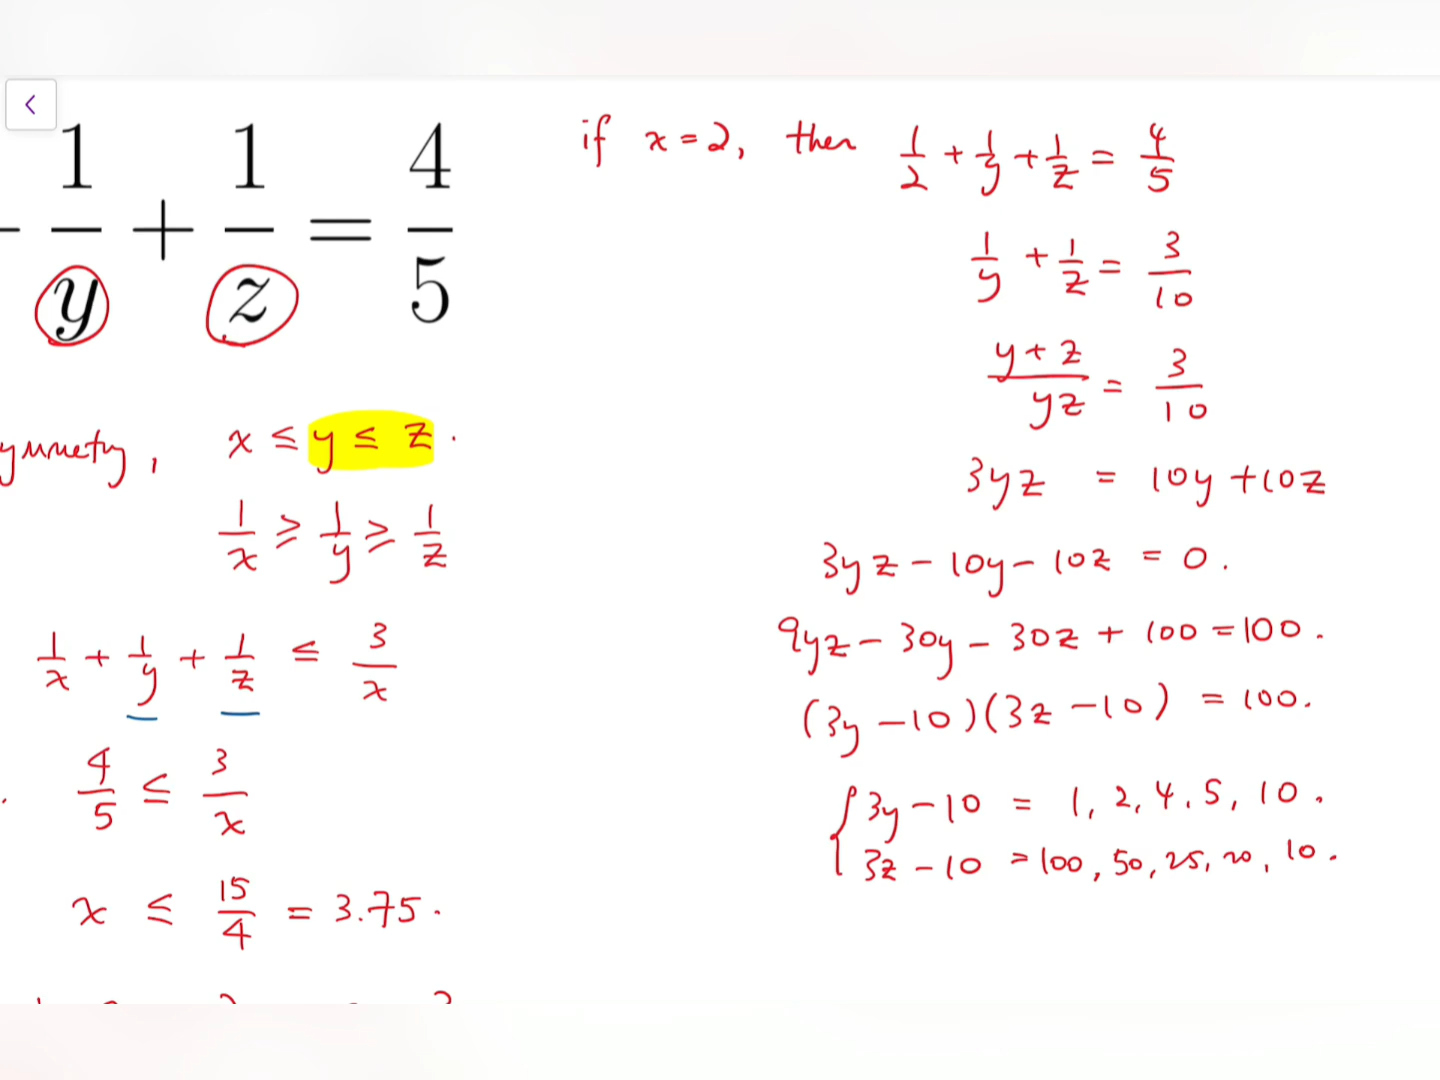 1/y + 1/z = 4/5
ymmetry, x ≤ y ≤ z.
1/x ≥ 1/y ≥ 1/z
1/x + 1/y + 1/z ≤ 3/x
4/5 ≤ 3/x
x ≤ 15/4 = 3.75.
if x = 2, then 1/2 + 1/y + 1/z = 4/5
1/y + 1/z = 3/10
y+z/yz = 3/10
3yz = 10y + 10z
3yz - 10y - 10z = 0.
9yz - 30y - 30z + 100 = 100.
(3y - 10)(3z - 10) = 100.
3y - 10 = 1, 2, 4, 5, 10.
3z - 10 = 100, 50, 25, 20, 10.